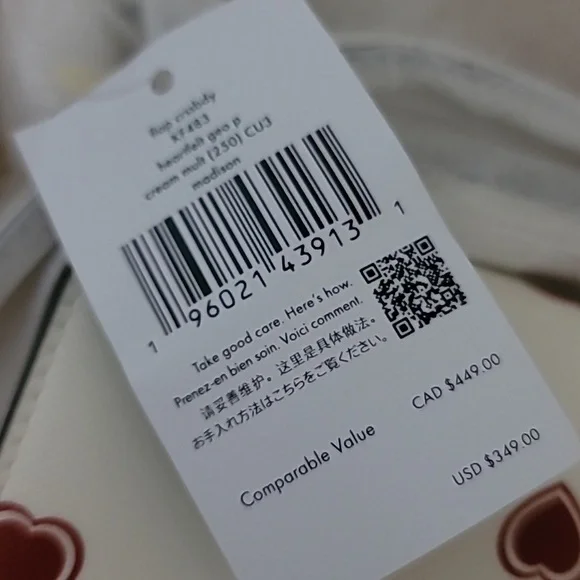 flap crssbdy
KF483
heartfelt geo p
cream mult (250) CU3
madison
1 96021 43913 1
Take good care. Here's how.
Prenez-en bien soin. Voici comment.
请妥善维护。这里是具体做法。
お手入れ方法はこちらをご覧ください。
Comparable Value
CAD $449.00
USD $349.00